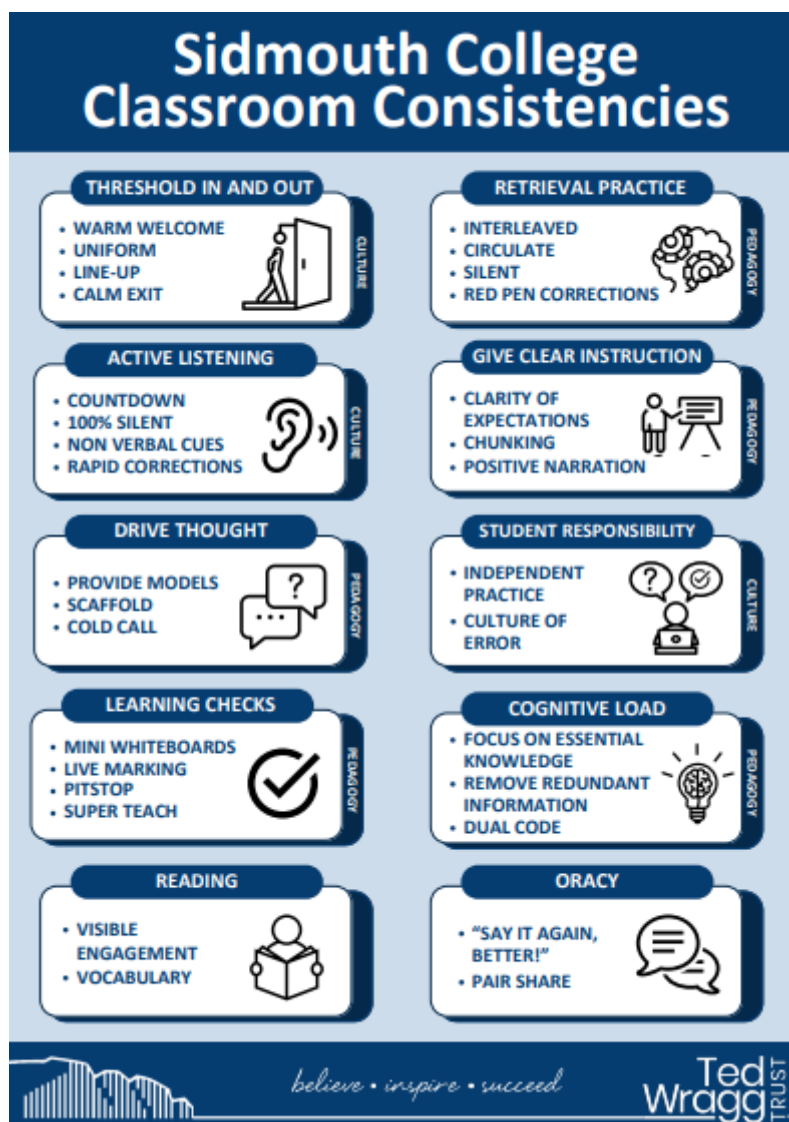 Sidmouth College
Classroom Consistencies
THRESHOLD IN AND OUT
• WARM WELCOME
• UNIFORM
• LINE-UP
• CALM EXIT
CULTURE
RETRIEVAL PRACTICE
• INTERLEAVED
• CIRCULATE
• SILENT
• RED PEN CORRECTIONS
PEDAGOGY
ACTIVE LISTENING
• COUNTDOWN
• 100% SILENT
• NON VERBAL CUES
• RAPID CORRECTIONS
CULTURE
GIVE CLEAR INSTRUCTION
• CLARITY OF
EXPECTATIONS
• CHUNKING
• POSITIVE NARRATION
PEDAGOGY
DRIVE THOUGHT
• PROVIDE MODELS
• SCAFFOLD
• COLD CALL
?
PEDAGOGY
STUDENT RESPONSIBILITY
• INDEPENDENT
PRACTICE
• CULTURE OF
ERROR
?
CULTURE
LEARNING CHECKS
• MINI WHITEBOARDS
• LIVE MARKING
• PITSTOP
• SUPER TEACH
PEDAGOGY
COGNITIVE LOAD
• FOCUS ON ESSENTIAL
KNOWLEDGE
• REMOVE REDUNDANT
INFORMATION
• DUAL CODE
PEDAGOGY
READING
• VISIBLE
ENGAGEMENT
• VOCABULARY
ORACY
• “SAY IT AGAIN,
BETTER!”
• PAIR SHARE
believe • inspire • succeed
Ted
Wragg
TRUST